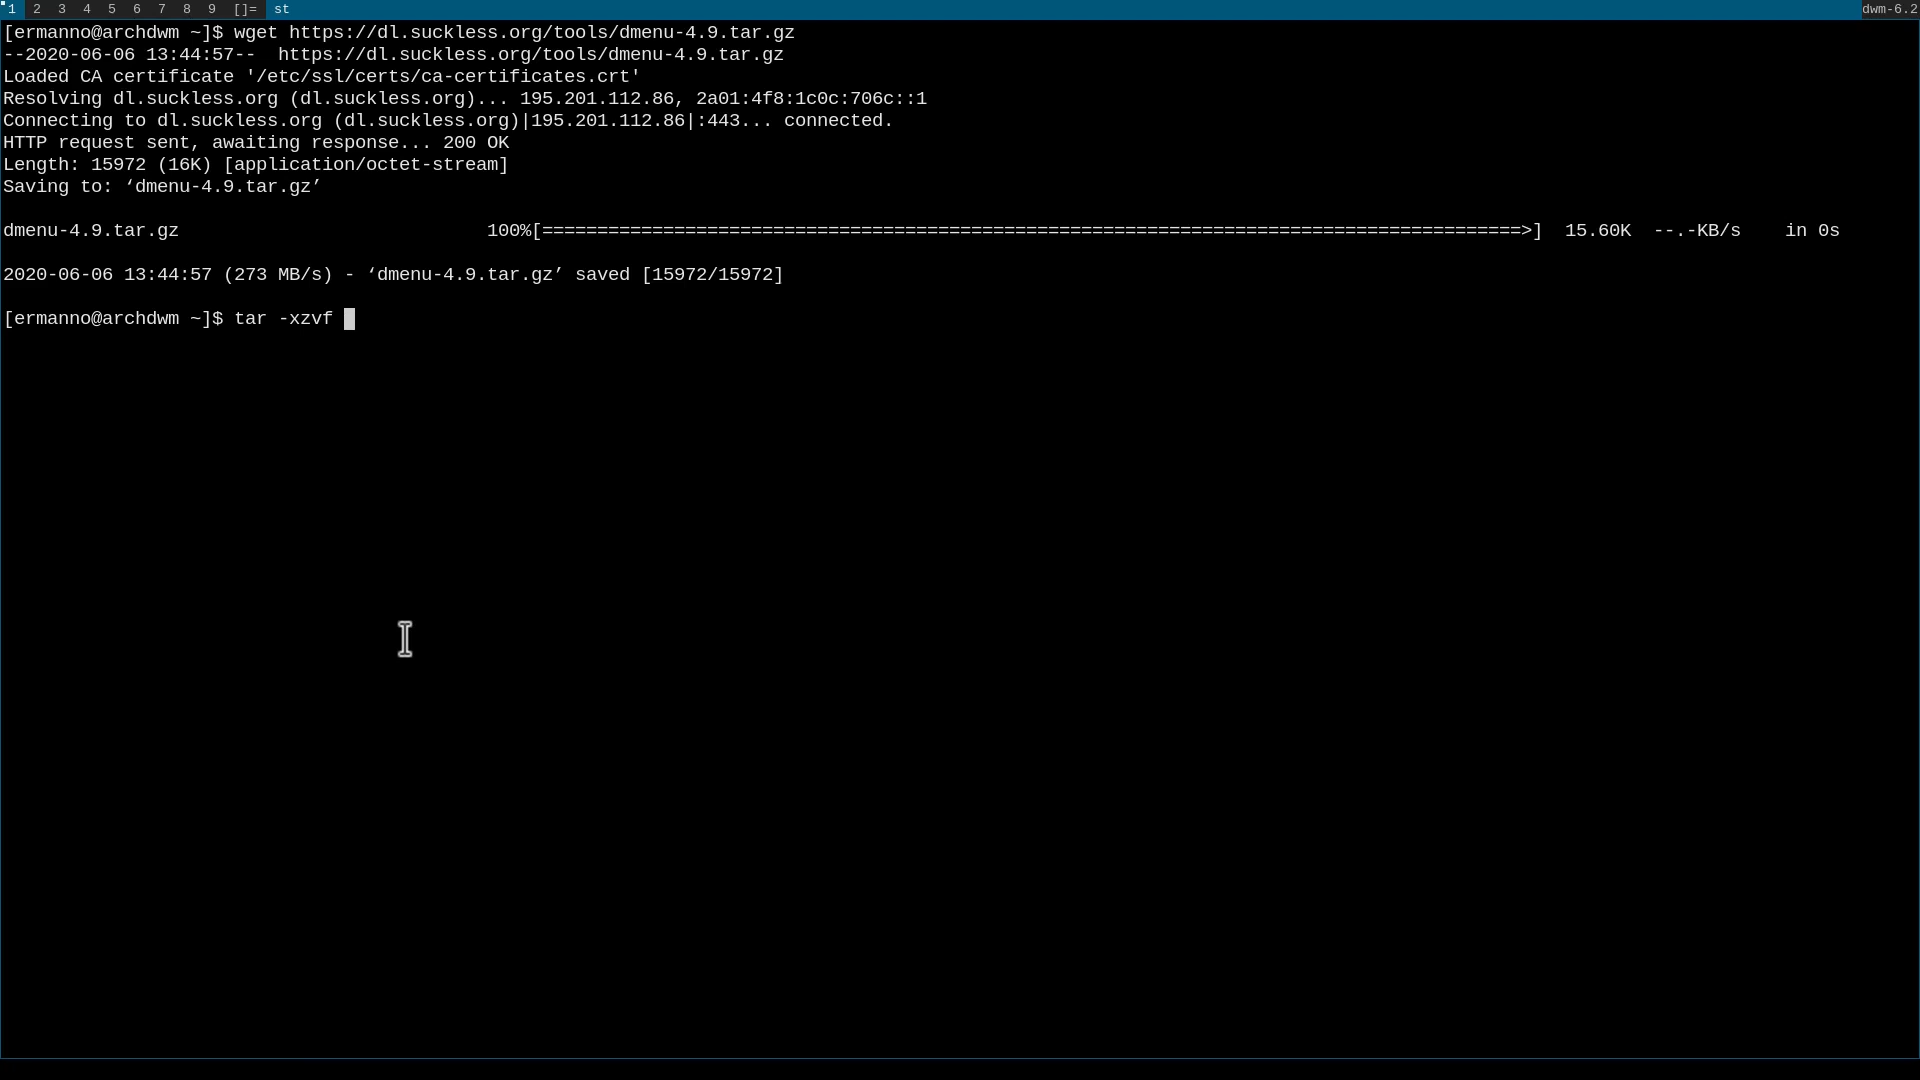 1 2 3 4 5 6 7 8 9 []= st dwm-6.2
[ermanno@archdwm ~]$ wget https://dl.suckless.org/tools/dmenu-4.9.tar.gz
--2020-06-06 13:44:57--  https://dl.suckless.org/tools/dmenu-4.9.tar.gz
Loaded CA certificate '/etc/ssl/certs/ca-certificates.crt'
Resolving dl.suckless.org (dl.suckless.org)... 195.201.112.86, 2a01:4f8:1c0c:706c::1
Connecting to dl.suckless.org (dl.suckless.org)|195.201.112.86|:443... connected.
HTTP request sent, awaiting response... 200 OK
Length: 15972 (16K) [application/octet-stream]
Saving to: ‘dmenu-4.9.tar.gz’
dmenu-4.9.tar.gz 100%[=========================================================================================>] 15.60K --.-KB/s in 0s
2020-06-06 13:44:57 (273 MB/s) - ‘dmenu-4.9.tar.gz’ saved [15972/15972]
[ermanno@archdwm ~]$ tar -xzvf